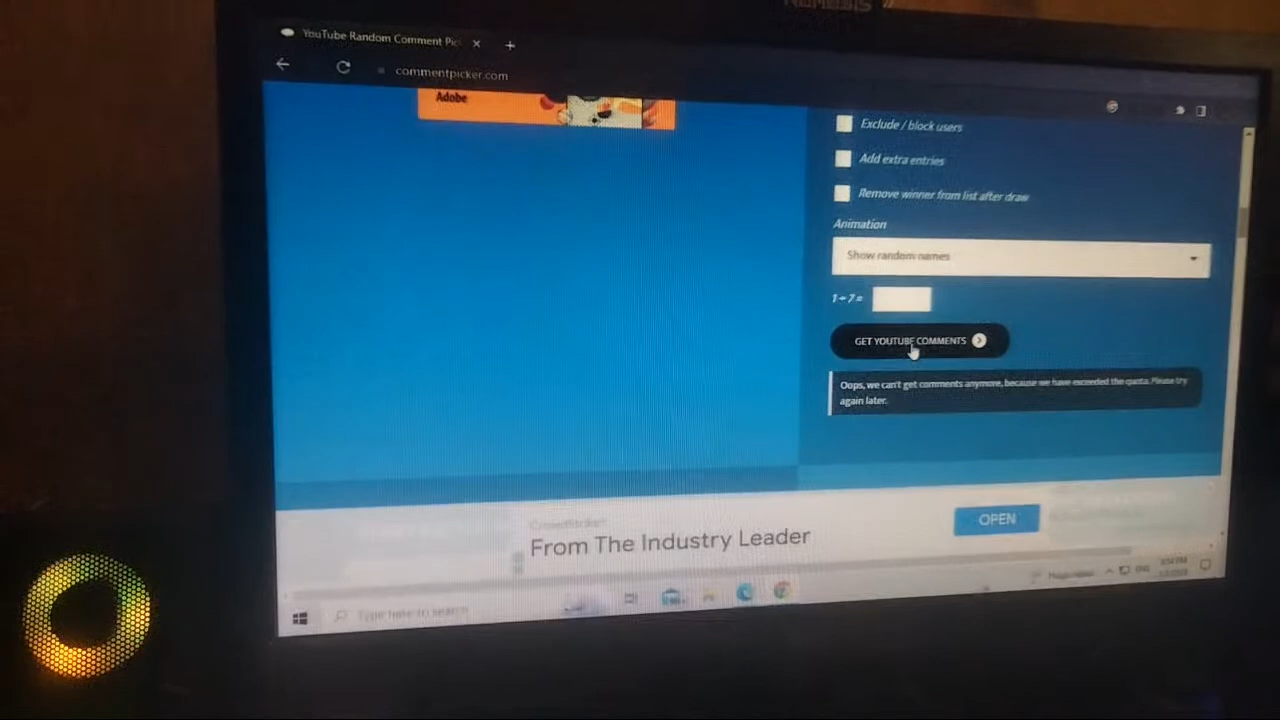 NEMESIS
YouTube Random Comment Pic
commentpicker.com
Adobe
Exclude / block users
Add extra entries
Remove winner from list after draw
Animation
Show random names
1+7=
GET YOUTUBE COMMENTS
Oops, we can't get comments anymore, because we have exceeded the quota. Please try
again later.
From The Industry Leader
OPEN
Type here to search
ENG